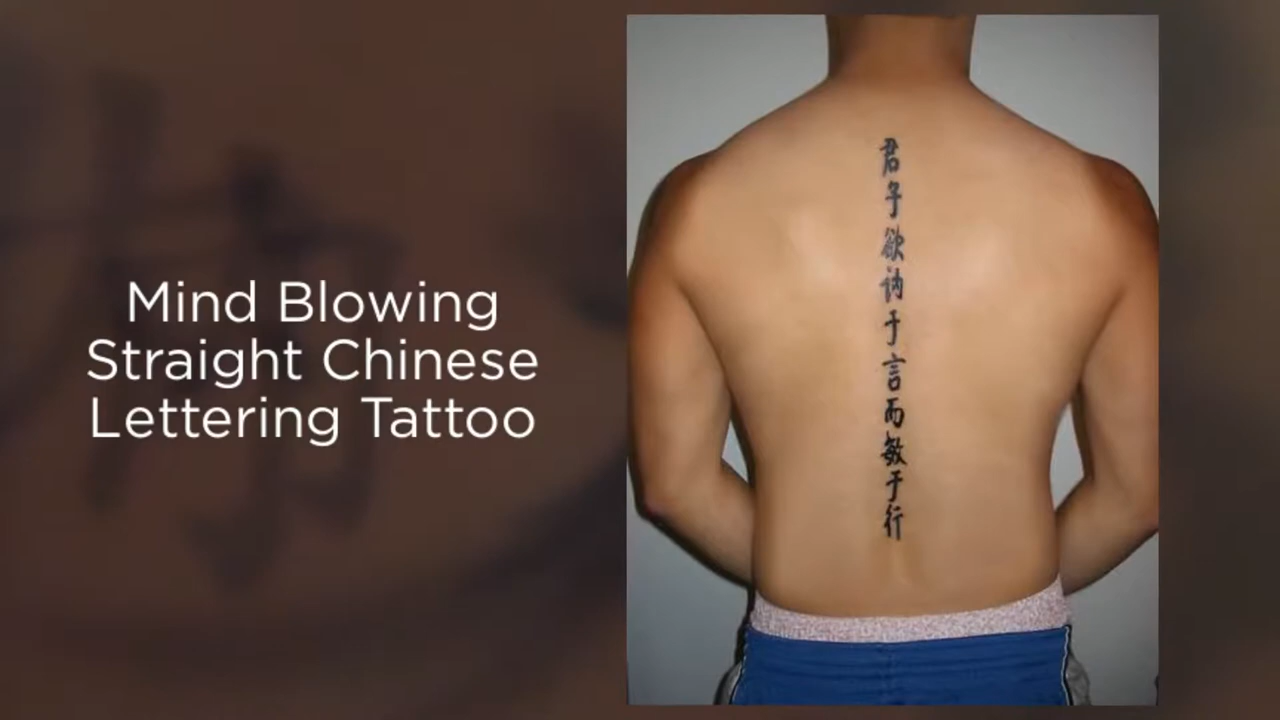 Mind Blowing
Straight Chinese
Lettering Tattoo
君子欲讷于言而敏于行